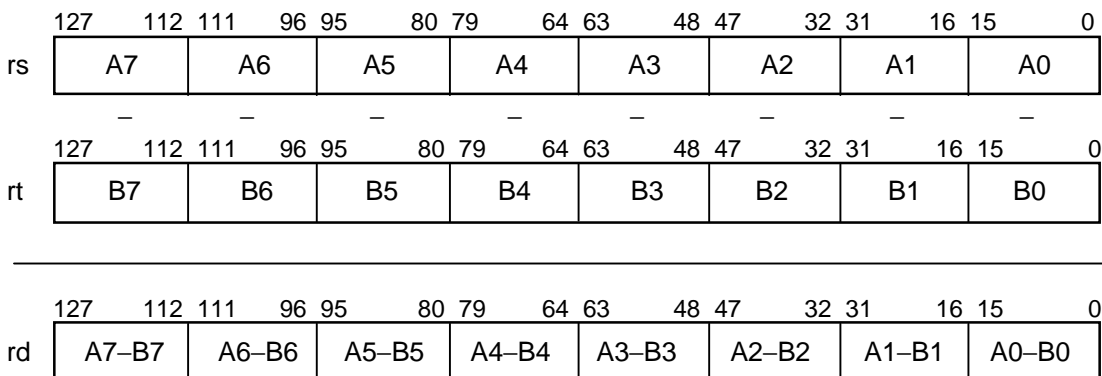 127 112 111 96 95 80 79 64 63 48 47 32 31 16 15 0
rs A7 A6 A5 A4 A3 A2 A1 A0
– – – – – – – –
127 112 111 96 95 80 79 64 63 48 47 32 31 16 15 0
rt B7 B6 B5 B4 B3 B2 B1 B0
127 112 111 96 95 80 79 64 63 48 47 32 31 16 15 0
rd A7–B7 A6–B6 A5–B5 A4–B4 A3–B3 A2–B2 A1–B1 A0–B0